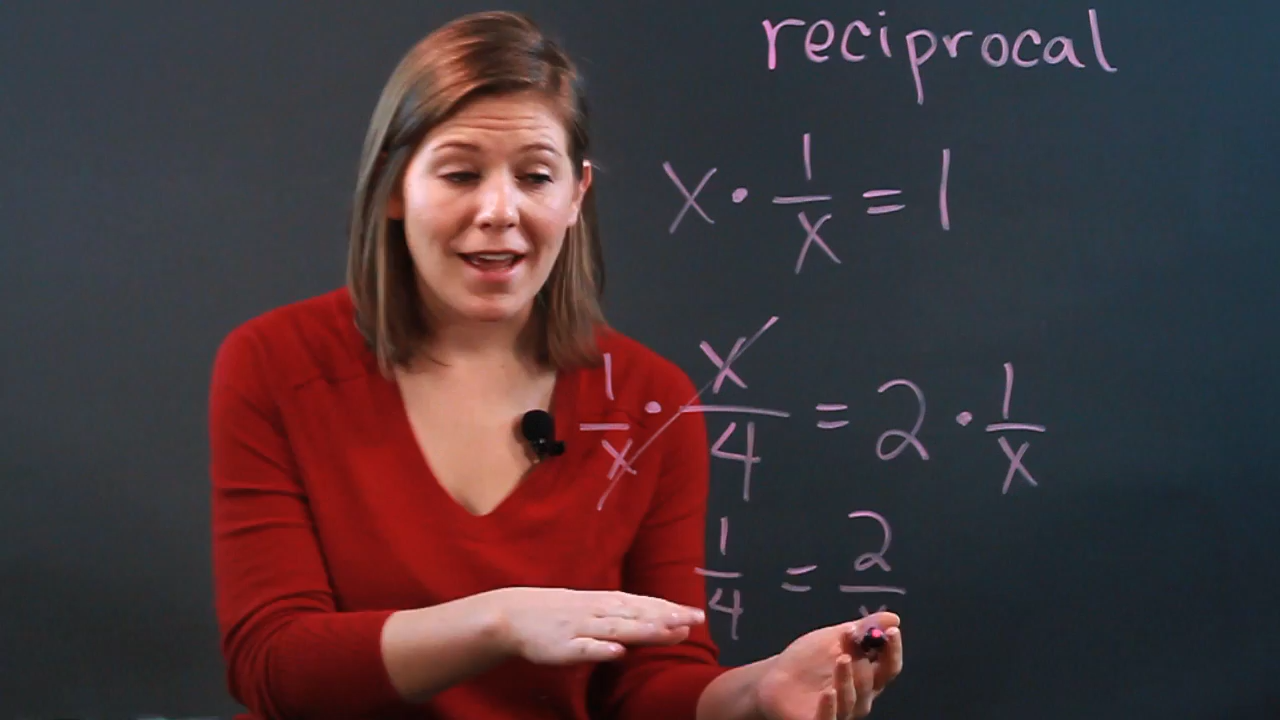 reciprocal
x · 1/x = 1
1/x · x/4 = 2 · 1/x
1/4 = 2/x